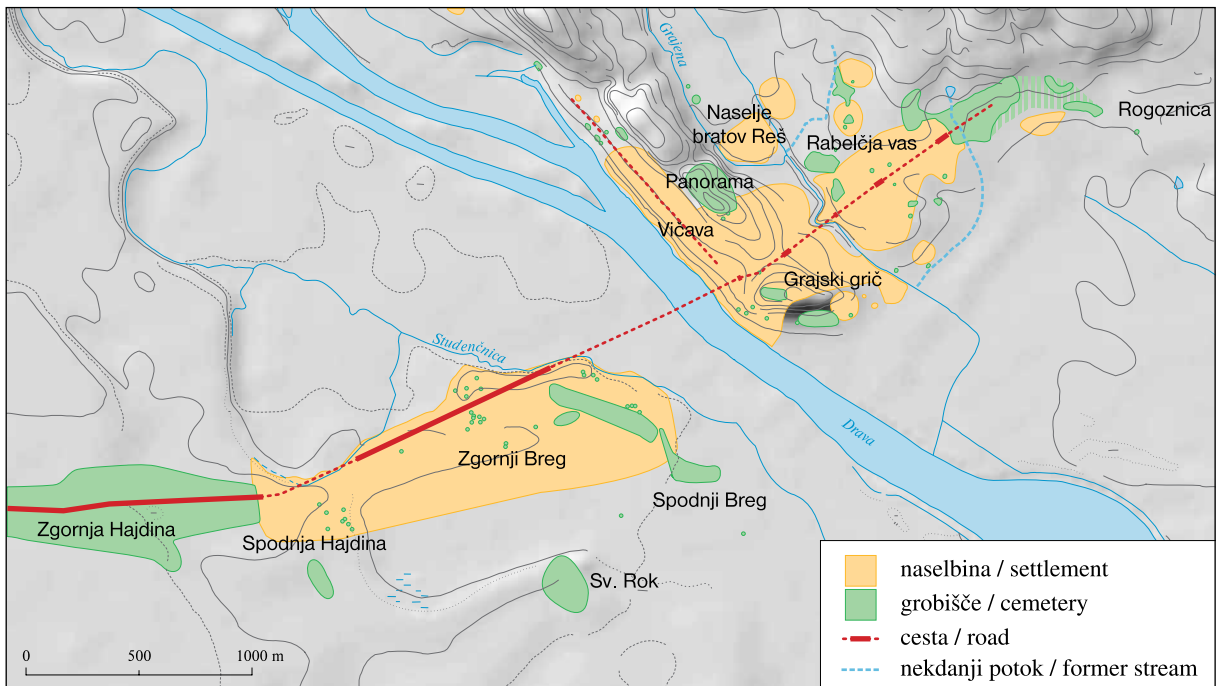 Grajena
Naselje
bratov Reš
Rogoznica
Rabelčja vas
Panorama
Vičava
Grajski grič
Studenčnica
Drava
Zgornji Breg
Spodnji Breg
Zgornja Hajdina
Spodnja Hajdina
Sv. Rok
0 500 1000 m
naselbina / settlement
grobišče / cemetery
cesta / road
nekdanji potok / former stream